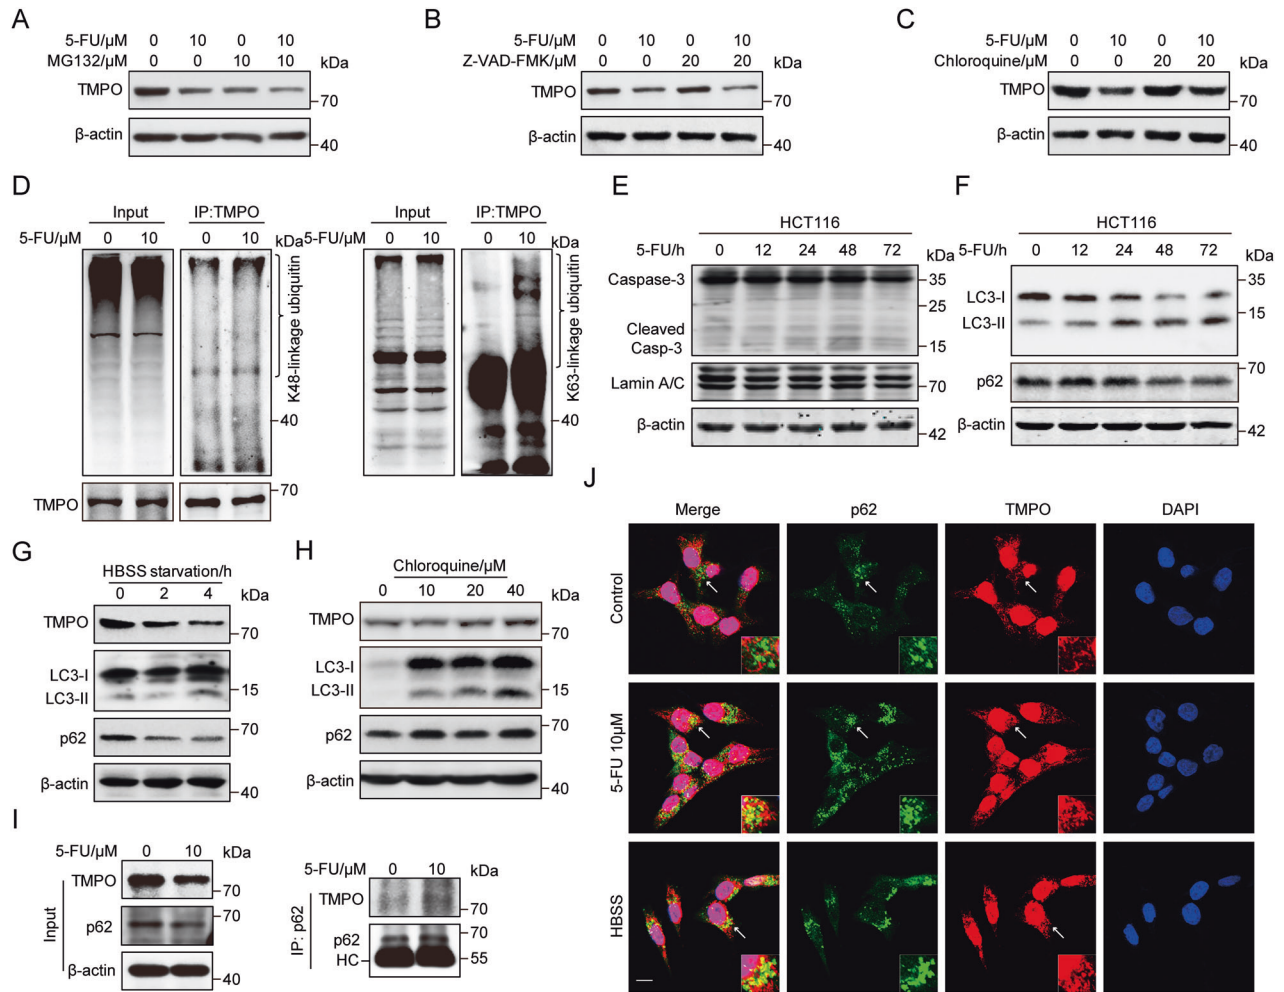 A
5-FU/µM 0 10 0 10
MG132/µM 0 0 10 10 kDa
TMPO
70
β-actin
40
B
5-FU/µM 0 10 0 10
Z-VAD-FMK/µM 0 0 20 20 kDa
TMPO
70
β-actin
40
C
5-FU/µM 0 10 0 10
Chloroquine/µM 0 0 20 20 kDa
TMPO
70
β-actin
40
D
Input IP:TMPO
5-FU/µM 0 10 0 10 kDa
K48-linkage ubiquitin
40
70
TMPO
Input IP:TMPO
5-FU/µM 0 10 0 10 kDa
K63-linkage ubiquitin
40
E
HCT116
5-FU/h 0 12 24 48 72 kDa
Caspase-3
35
25
Cleaved
Casp-3
15
Lamin A/C
70
β-actin
42
F
HCT116
5-FU/h 0 12 24 48 72 kDa
35
LC3-I
15
LC3-II
70
p62
β-actin
42
G
HBSS starvation/h
0 2 4 kDa
TMPO
70
LC3-I
LC3-II
15
70
p62
β-actin
40
H
Chloroquine/µM
0 10 20 40 kDa
TMPO
70
LC3-I
LC3-II
15
70
p62
β-actin
40
I
5-FU/µM 0 10 kDa
Input
TMPO
70
70
p62
β-actin
40
5-FU/µM 0 10 kDa
IP: p62
TMPO
70
70
p62
HC
55
J
Merge p62 TMPO DAPI
Control
5-FU 10µM
HBSS